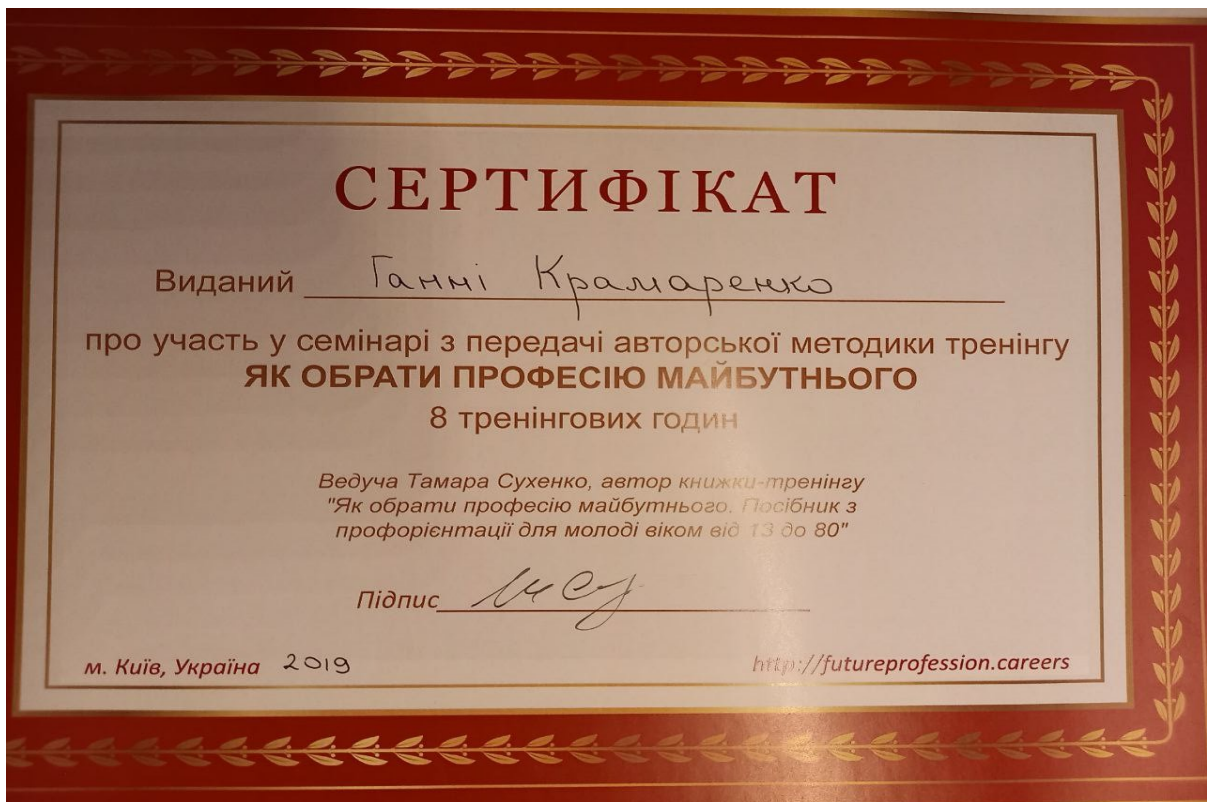 СЕРТИФІКАТ
Виданий Ганні Крамаренко
про участь у семінарі з передачі авторської методики тренінгу
ЯК ОБРАТИ ПРОФЕСІЮ МАЙБУТНЬОГО
8 тренінгових годин
Ведуча Тамара Сухенко, автор книжки-тренінгу
"Як обрати професію майбутнього. Посібник з
профорієнтації для молоді віком від 13 до 80"
Підпис
м. Київ, Україна 2019
http://futureprofession.careers